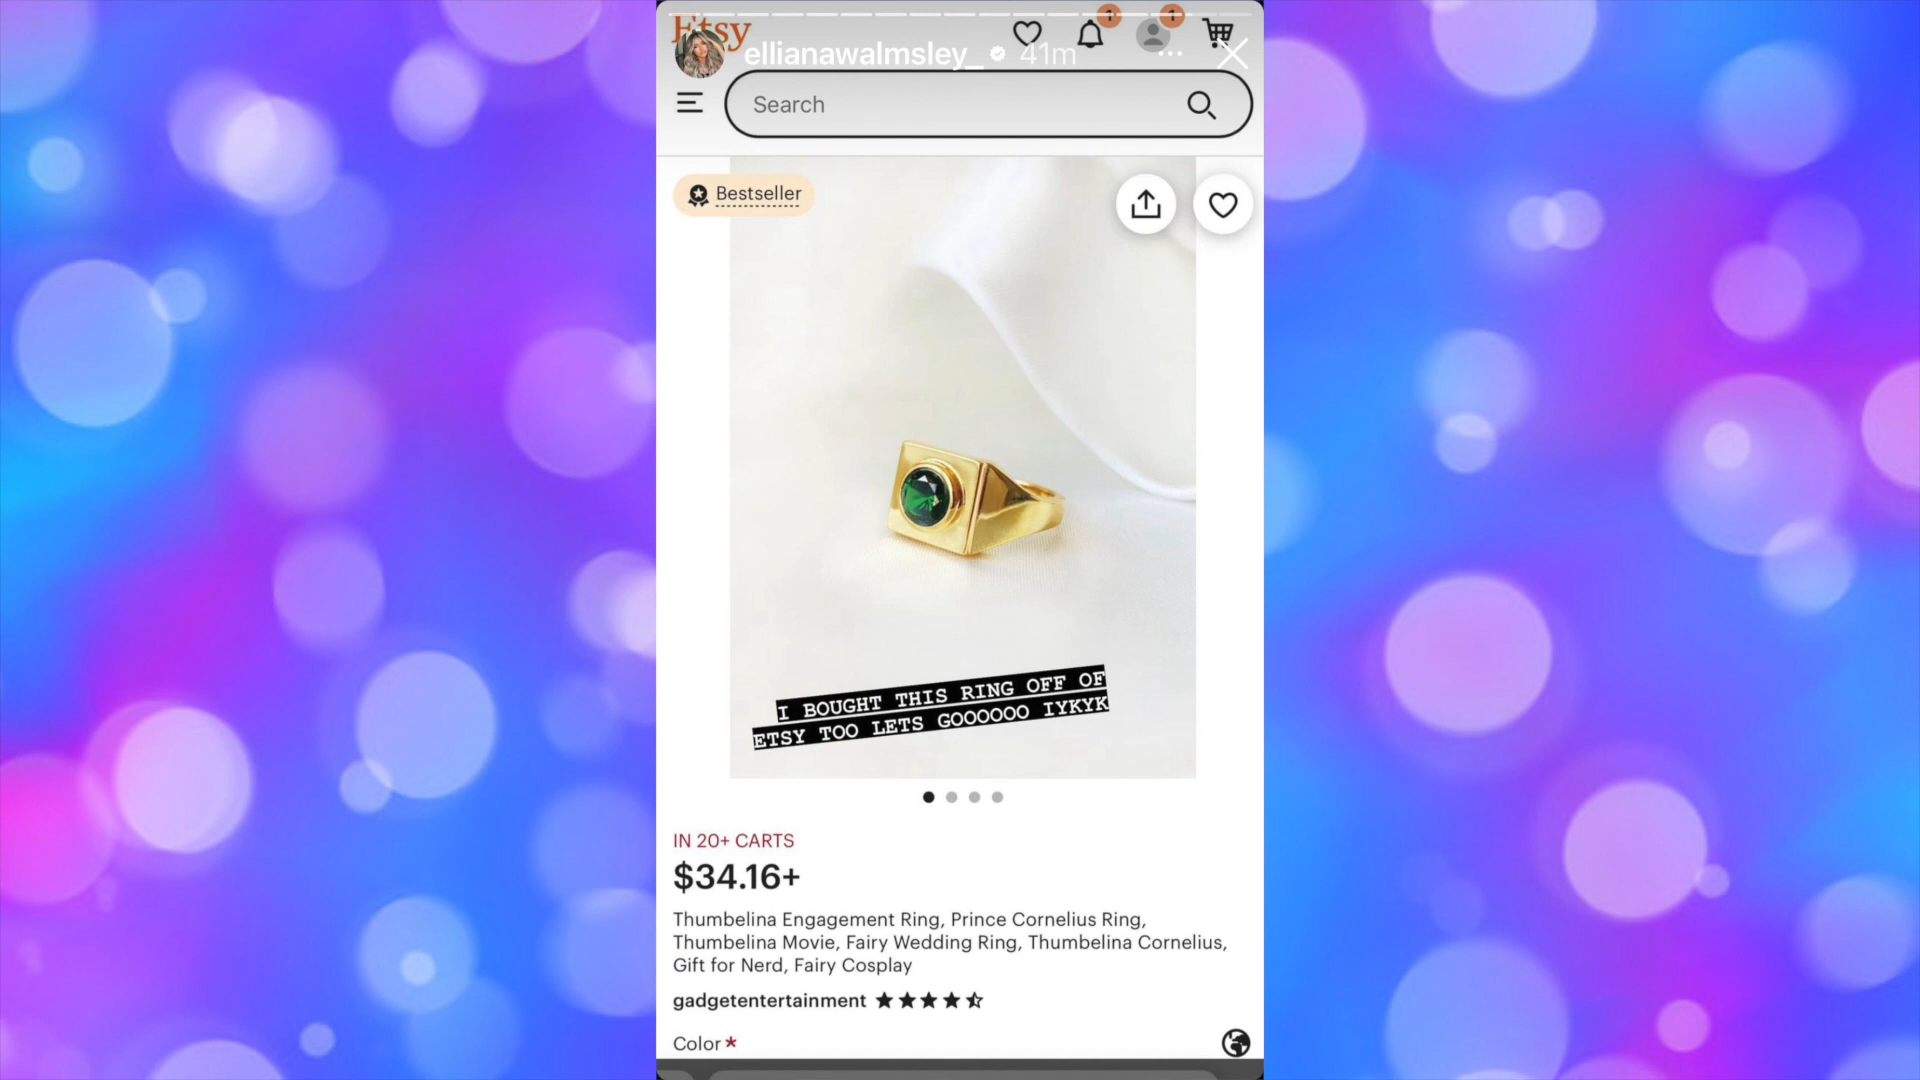 Etsy
1
1
ellianawalmsley_ 41m
Search
Bestseller
I BOUGHT THIS RING OFF OF
ETSY TOO LETS GOOOOOO IYKYK
IN 20+ CARTS
$34.16+
Thumbelina Engagement Ring, Prince Cornelius Ring,
Thumbelina Movie, Fairy Wedding Ring, Thumbelina Cornelius,
Gift for Nerd, Fairy Cosplay
gadgetentertainment
Color *